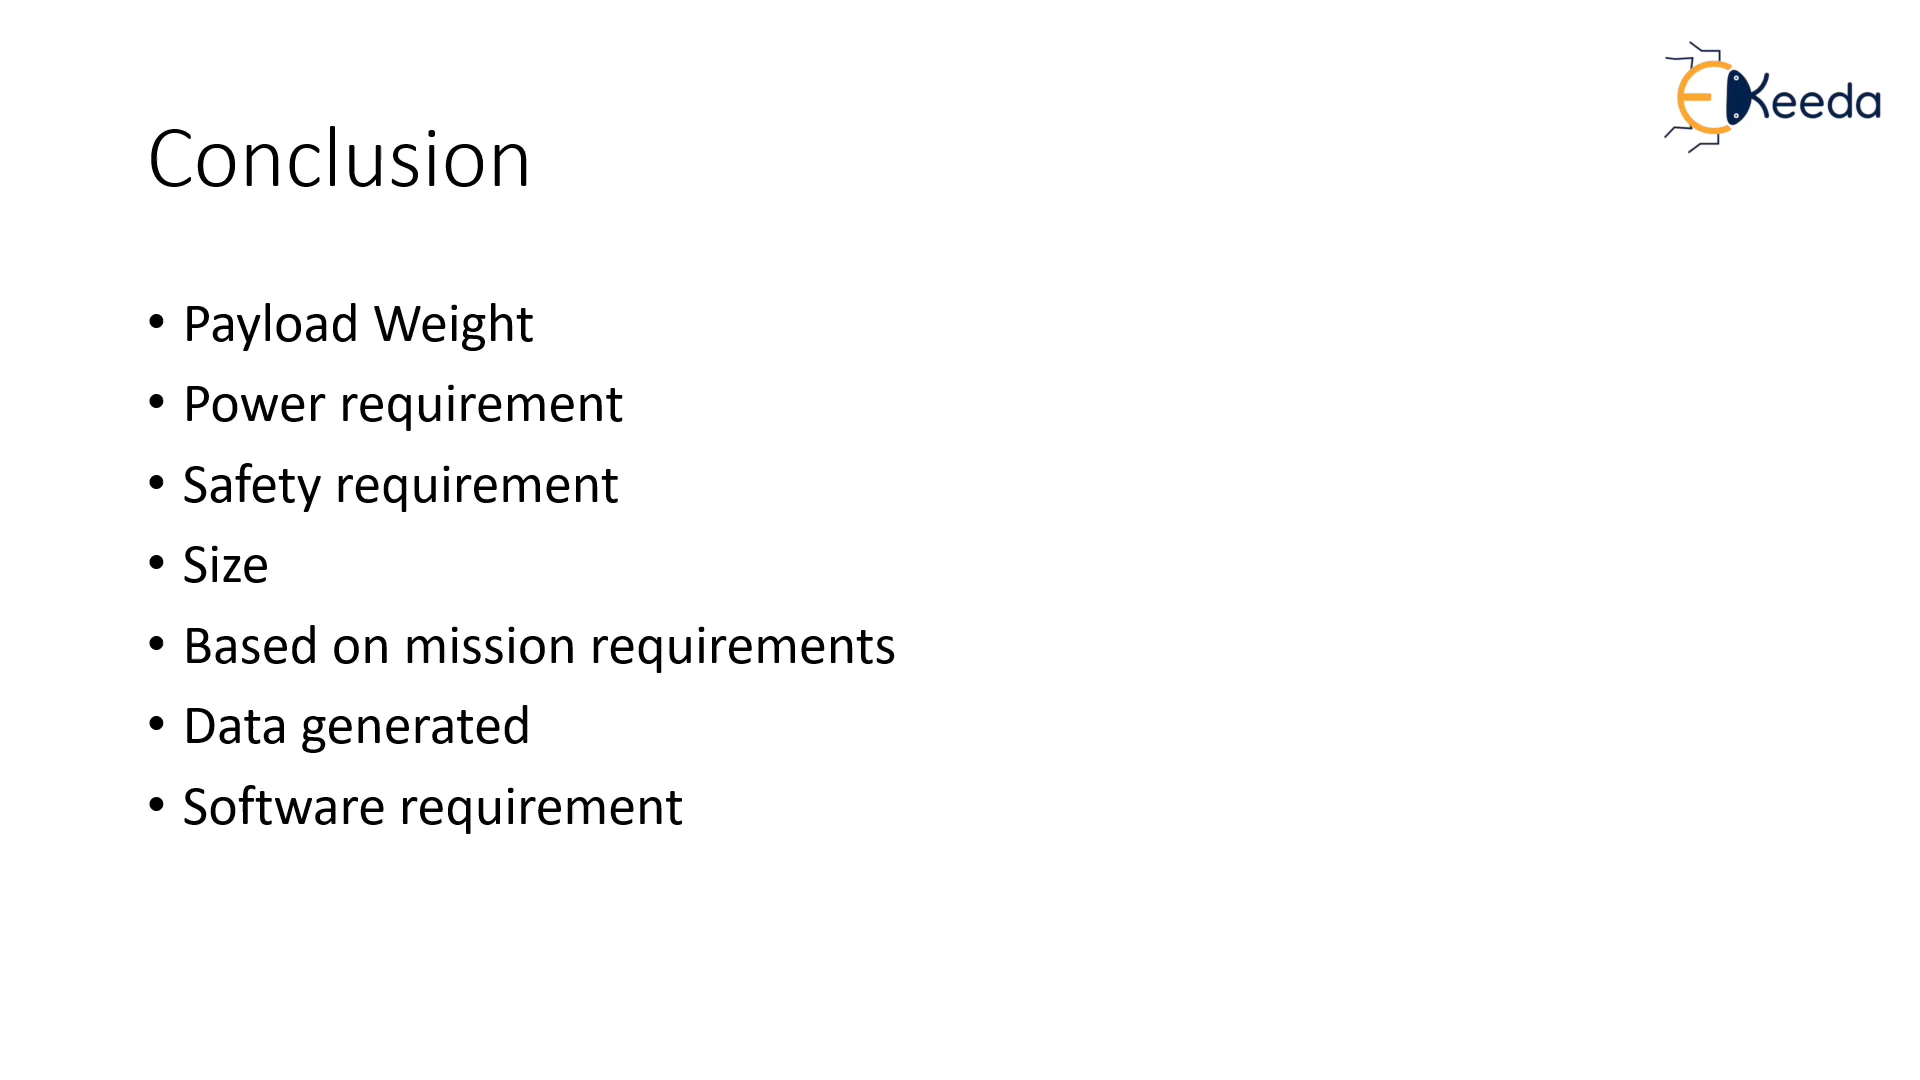 EKeeda
Conclusion
• Payload Weight
• Power requirement
• Safety requirement
• Size
• Based on mission requirements
• Data generated
• Software requirement